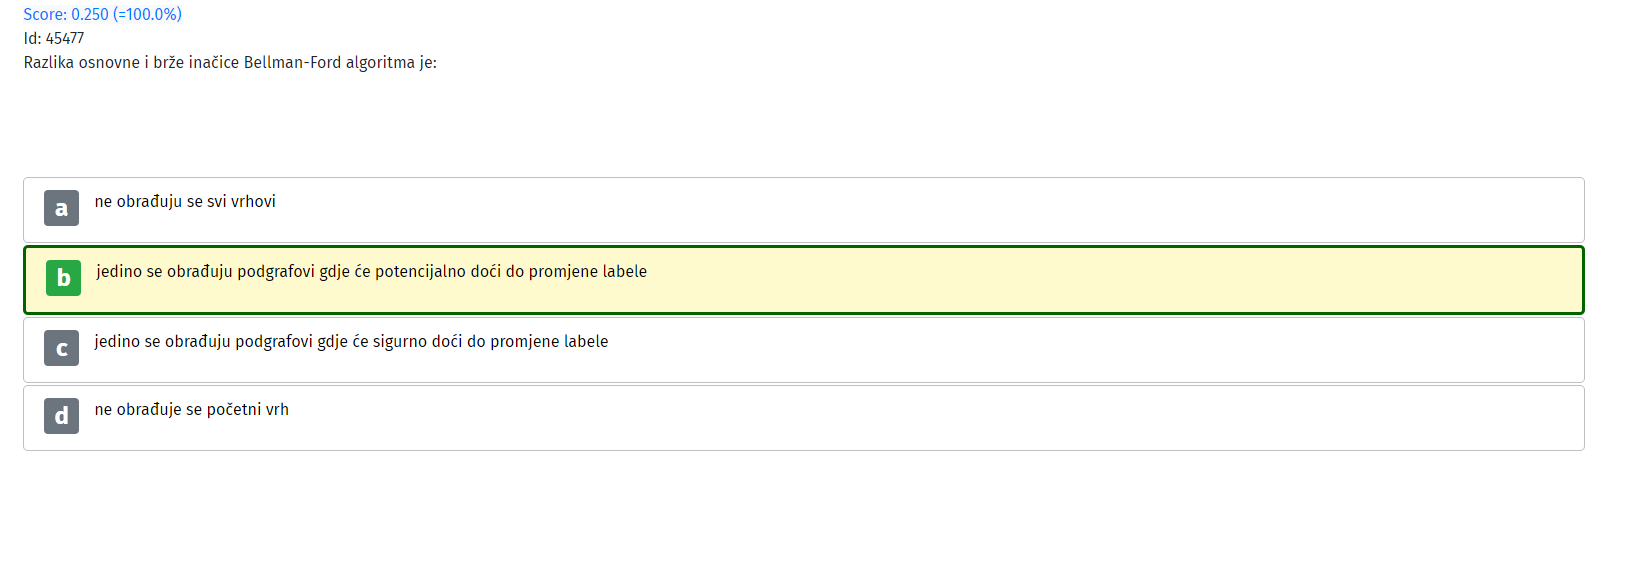 Score: 0.250 (=100.0%)
Id: 45477
Razlika osnovne i brže inačice Bellman-Ford algoritma je:
a ne obrađuju se svi vrhovi
b jedino se obrađuju podgrafovi gdje će potencijalno doći do promjene labele
c jedino se obrađuju podgrafovi gdje će sigurno doći do promjene labele
d ne obrađuje se početni vrh